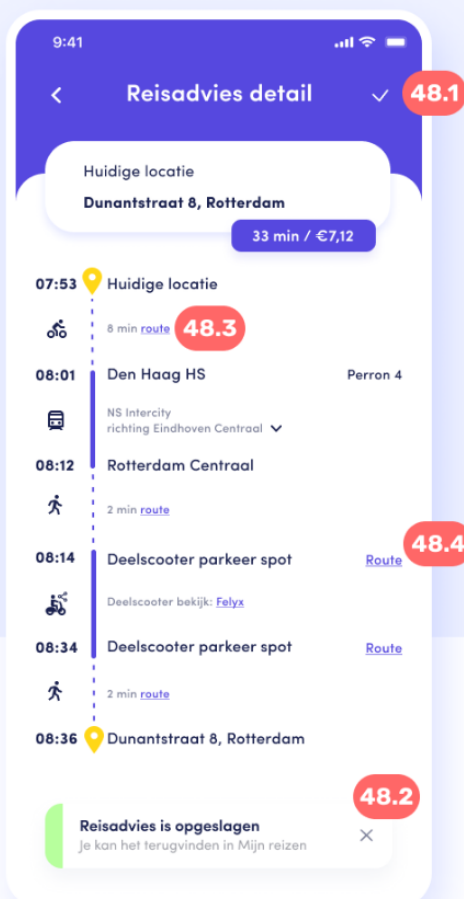 9:41
Reisadvies detail
48.1
Huidige locatie
Dunantstraat 8, Rotterdam
33 min / €7,12
07:53 Huidige locatie
8 min route 48.3
08:01 Den Haag HS Perron 4
NS Intercity
richting Eindhoven Centraal
08:12 Rotterdam Centraal
2 min route
48.4
08:14 Deelscooter parkeer spot Route
Deelscooter bekijk: Felyx
08:34 Deelscooter parkeer spot Route
2 min route
08:36 Dunantstraat 8, Rotterdam
48.2
Reisadvies is opgeslagen
Je kan het terugvinden in Mijn reizen